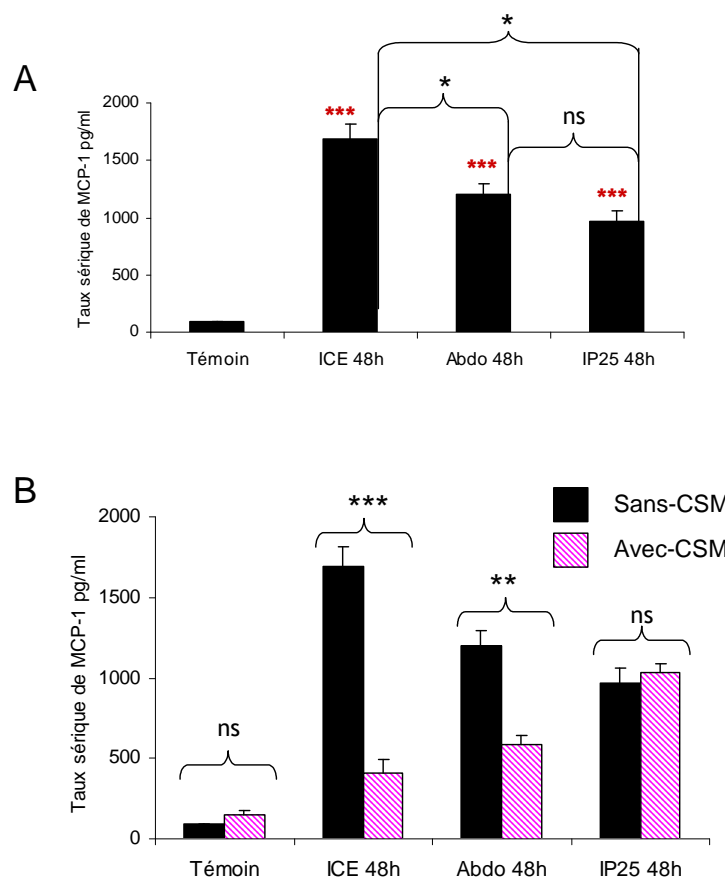 A
*
*
ns
***
***
***
Taux sérique de MCP-1 pg/ml
2000
1500
1000
500
0
Témoin
ICE 48h
Abdo 48h
IP25 48h
B
Sans-CSM
Avec-CSM
***
**
ns
ns
Taux sérique de MCP-1 pg/ml
2000
1500
1000
500
0
Témoin
ICE 48h
Abdo 48h
IP25 48h